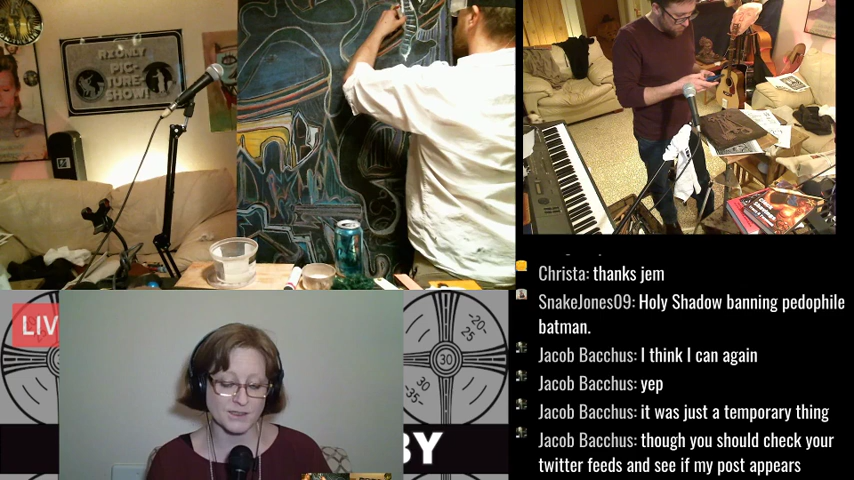 REONLY
PIC-
TURES
SHOW!
LIV
BY
-20-
25
30
30
-35-
Christa: thanks jem
SnakeJones09: Holy Shadow banning pedophile
batman.
Jacob Bacchus: I think I can again
Jacob Bacchus: yep
Jacob Bacchus: it was just a temporary thing
Jacob Bacchus: though you should check your
twitter feeds and see if my post appears